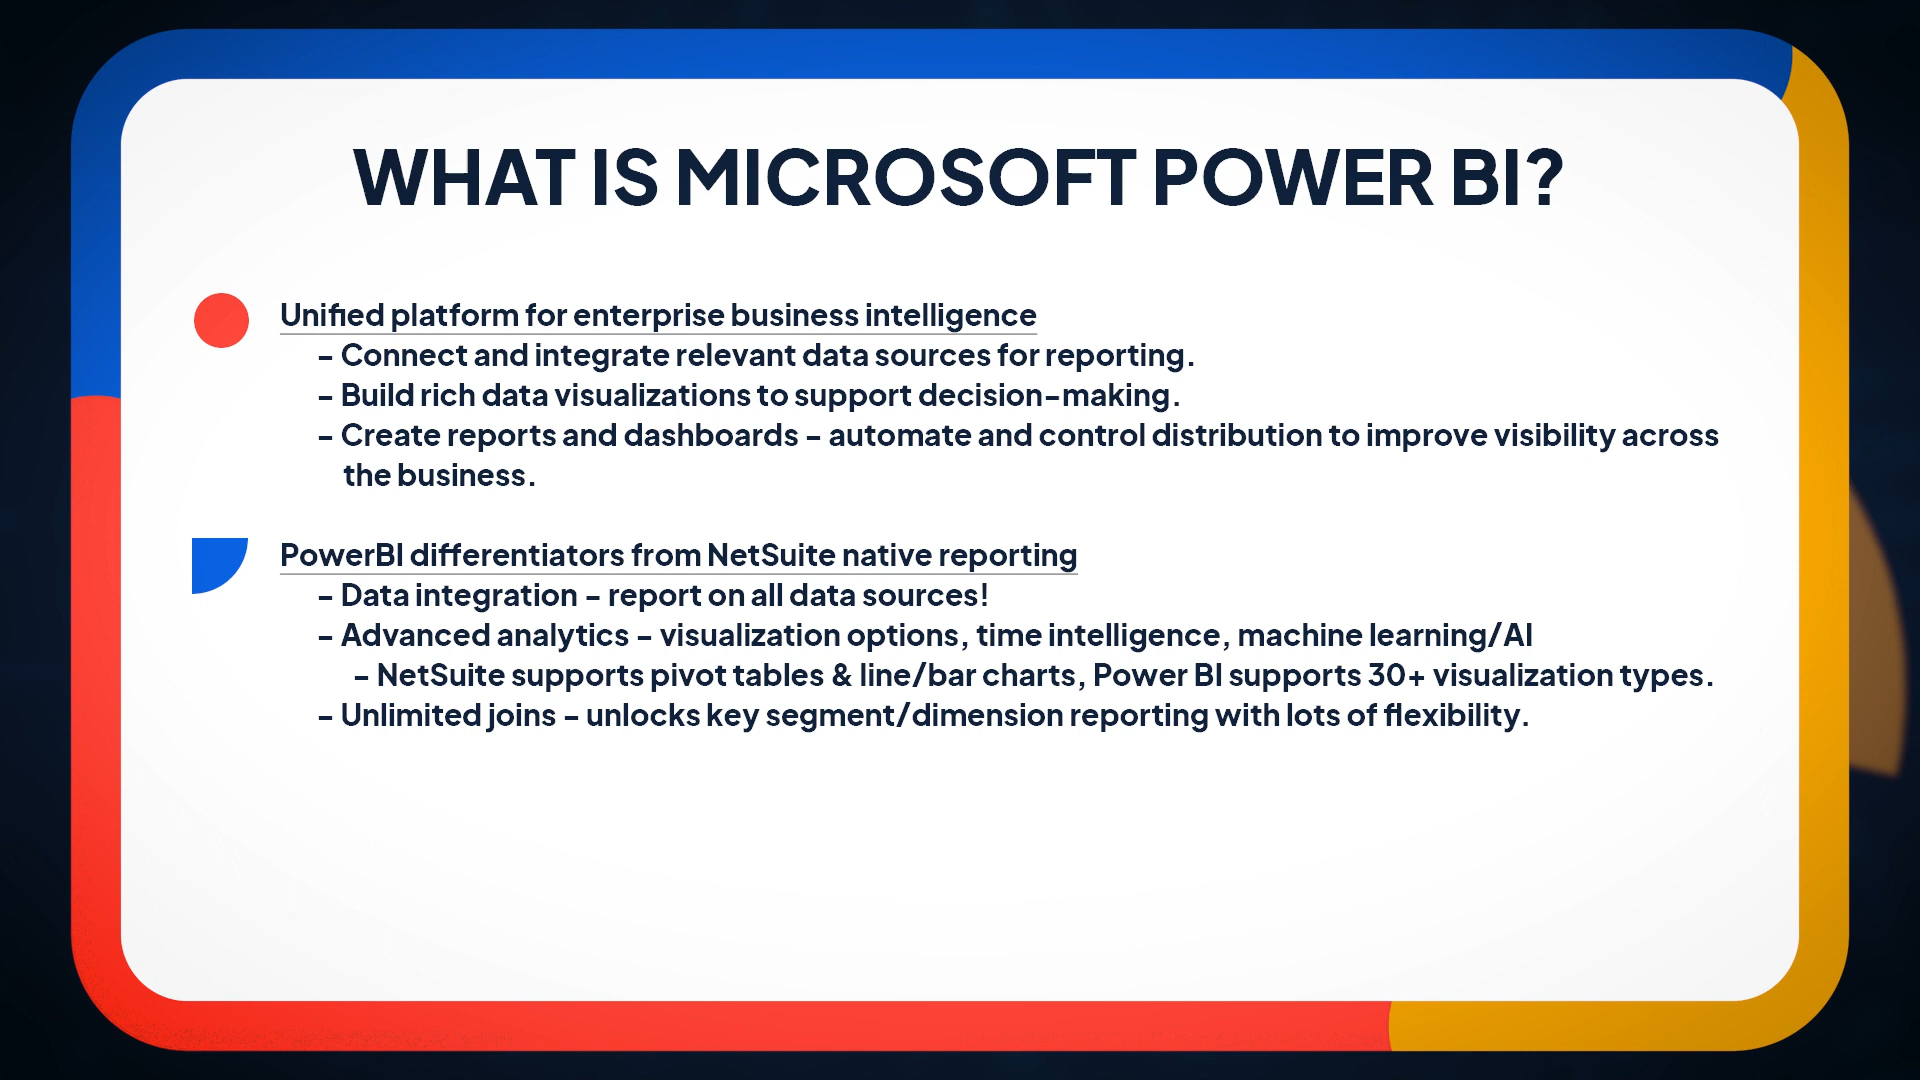 WHAT IS MICROSOFT POWER BI?
Unified platform for enterprise business intelligence
– Connect and integrate relevant data sources for reporting.
– Build rich data visualizations to support decision-making.
– Create reports and dashboards – automate and control distribution to improve visibility across
the business.
PowerBI differentiators from NetSuite native reporting
– Data integration – report on all data sources!
– Advanced analytics – visualization options, time intelligence, machine learning/AI
– NetSuite supports pivot tables & line/bar charts, Power BI supports 30+ visualization types.
– Unlimited joins – unlocks key segment/dimension reporting with lots of flexibility.